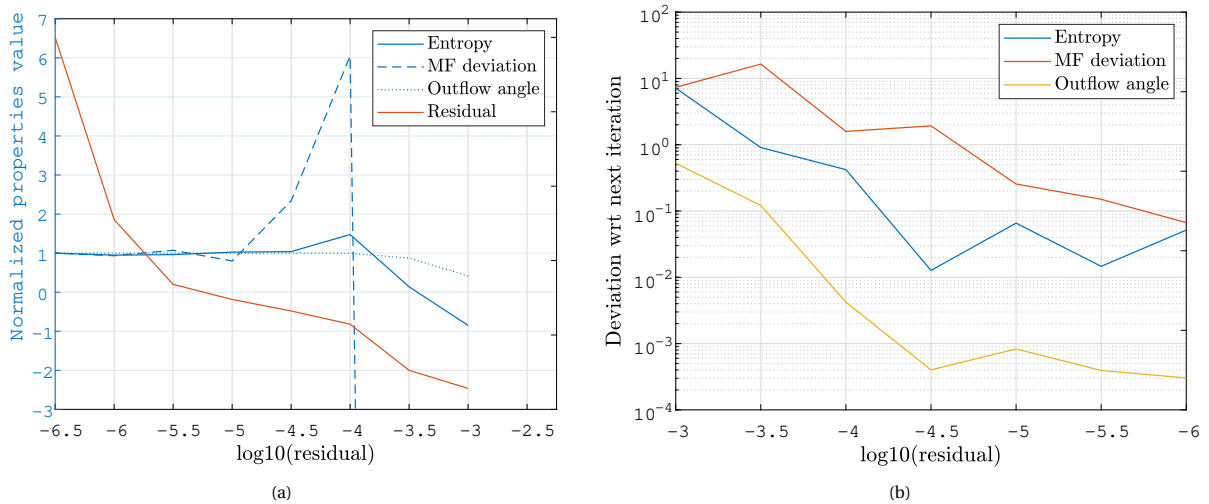 7
6
5
4
3
2
1
0
−1
−2
−3
Normalized properties value
Entropy
MF deviation
Outflow angle
Residual
−6.5 −6 −5.5 −5 −4.5 −4 −3.5 −3 −2.5
log10(residual)
(a)
10^2
10^1
10^0
10^−1
10^−2
10^−3
10^−4
Deviation wrt next iteration
Entropy
MF deviation
Outflow angle
−3 −3.5 −4 −4.5 −5 −5.5 −6
log10(residual)
(b)